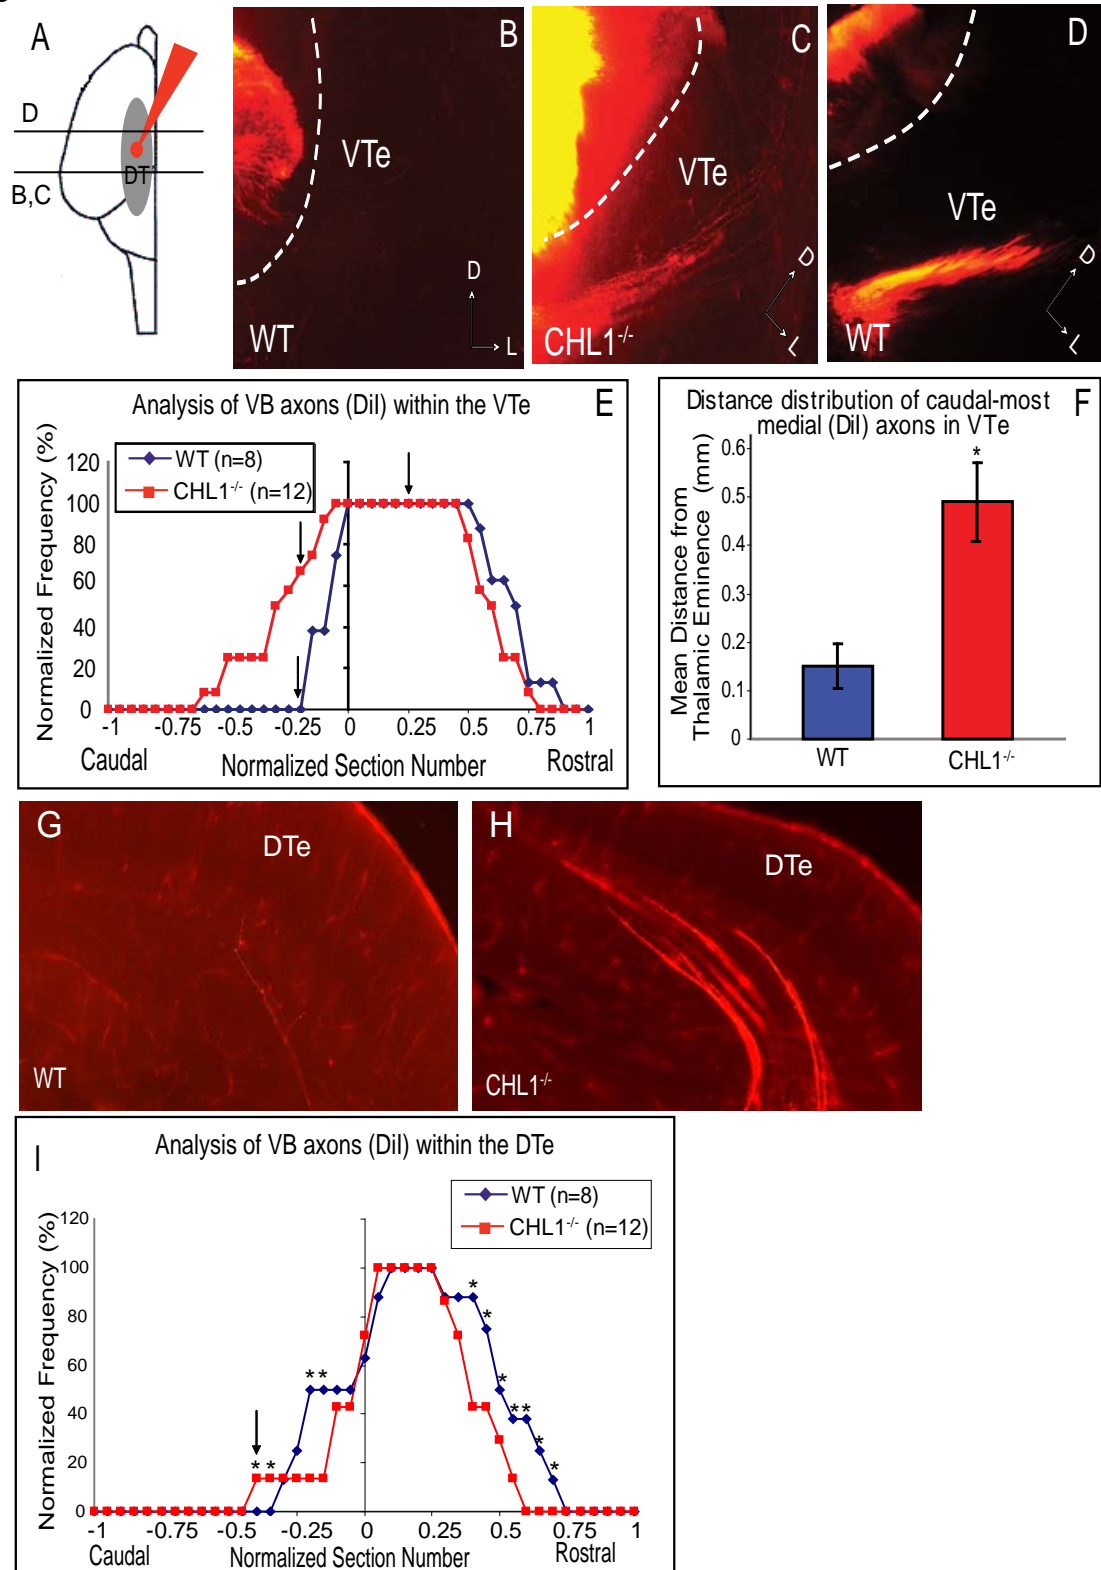 A
D
B,C
DT
B
VTe
WT
D
L
C
VTe
CHL1-/-
D
L
D
VTe
WT
D
L
Analysis of VB axons (DiI) within the VTe
E
WT (n=8)
CHL1-/- (n=12)
Normalized Frequency (%)
120
100
80
60
40
20
0
-1 -0.75 -0.5 -0.25 0 0.25 0.5 0.75 1
Caudal
Normalized Section Number
Rostral
Distance distribution of caudal-most
medial (DiI) axons in VTe
F
Mean Distance from
Thalamic Eminence (mm)
0.6
0.5
0.4
0.3
0.2
0.1
0
*
WT
CHL1-/-
G
DTe
WT
H
DTe
CHL1-/-
I
Analysis of VB axons (DiI) within the DTe
WT (n=8)
CHL1-/- (n=12)
Normalized Frequency (%)
120
100
80
60
40
20
0
* *
* *
*
*
*
* *
*
*
-1 -0.75 -0.5 -0.25 0 0.25 0.5 0.75 1
Caudal
Normalized Section Number
Rostral